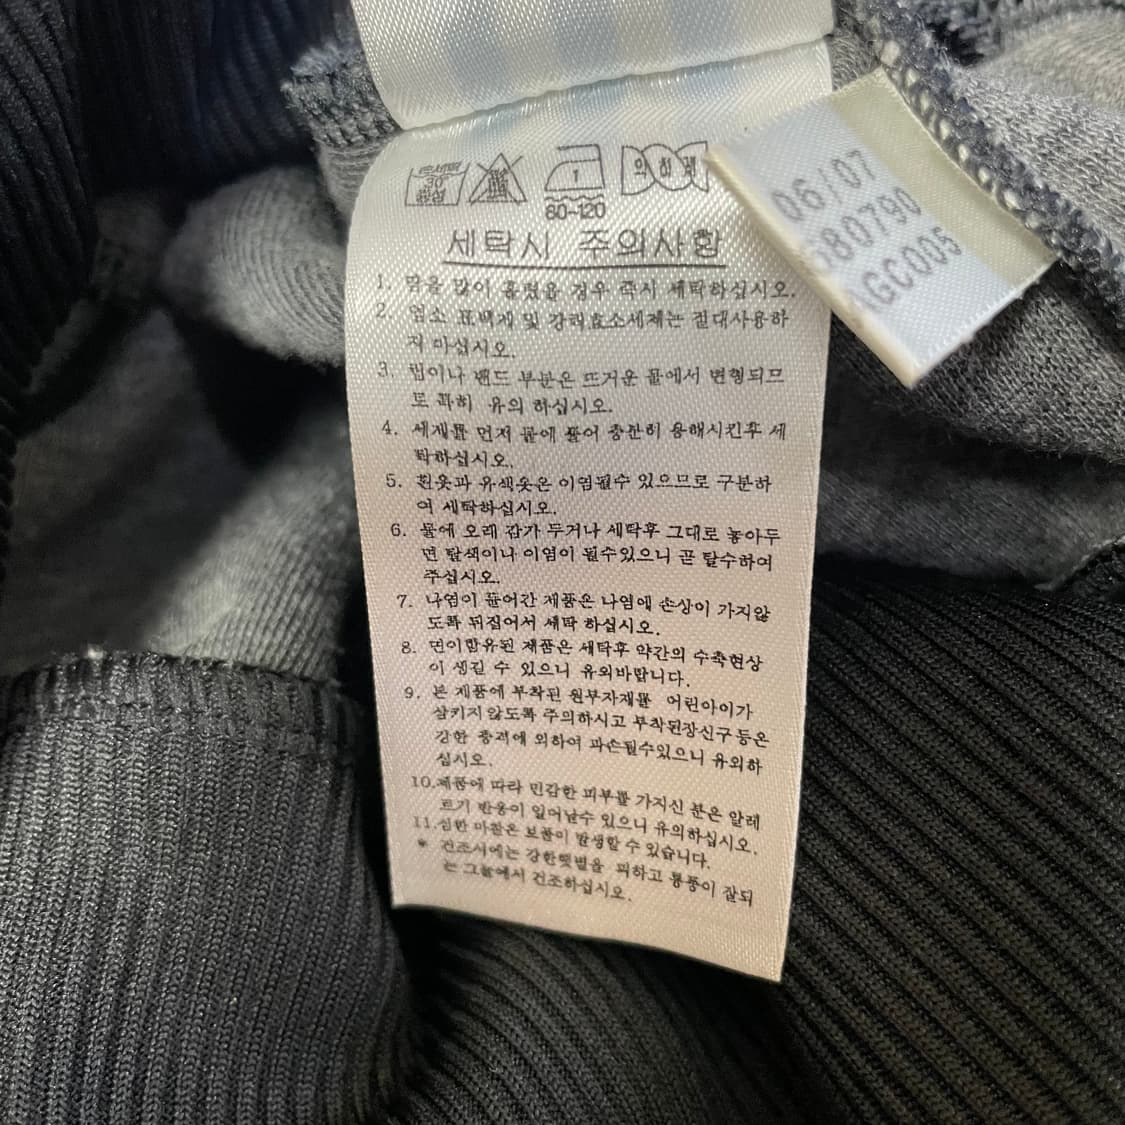 약세제
30
중성
1
80-120
약하게
세탁시 주의사항
1. 땀을 많이 흘렸을 경우 즉시 세탁하십시오.
2. 염소 표백제 및 강력효소세제는 절대사용하
지 마십시오.
3. 립이나 밴드 부분은 뜨거운 물에서 변형되므
로 특히 유의 하십시오.
4. 세제를 먼저 물에 풀어 충분히 용해시킨후 세
탁하십시오.
5. 흰옷과 유색옷은 이염될수 있으므로 구분하
여 세탁하십시오.
6. 물에 오래 담가 두거나 세탁후 그대로 놓아두
면 탈색이나 이염이 될수있으니 곧 탈수하여
주십시오.
7. 나염이 들어간 제품은 나염에 손상이 가지않
도록 뒤집어서 세탁 하십시오.
8. 면이함유된 제품은 세탁후 약간의 수축현상
이 생길 수 있으니 유의바랍니다.
9. 본 제품에 부착된 원부자재를 어린아이가
삼키지않도록 주의하시고 부착된장신구등은
강한 충격에 의하여 파손될수있으니 유의하
십시오.
10.제품에 따라 민감한 피부를 가지신 분은 알레
르기 반응이 일어날수 있으니 유의하십시오.
11.심한 마찰은 보풀이 발생할 수 있습니다.
* 건조시에는 강한햇볕을 피하고 통풍이 잘되
는 그늘에서 건조하십시오.
06/07
680790
AGC005